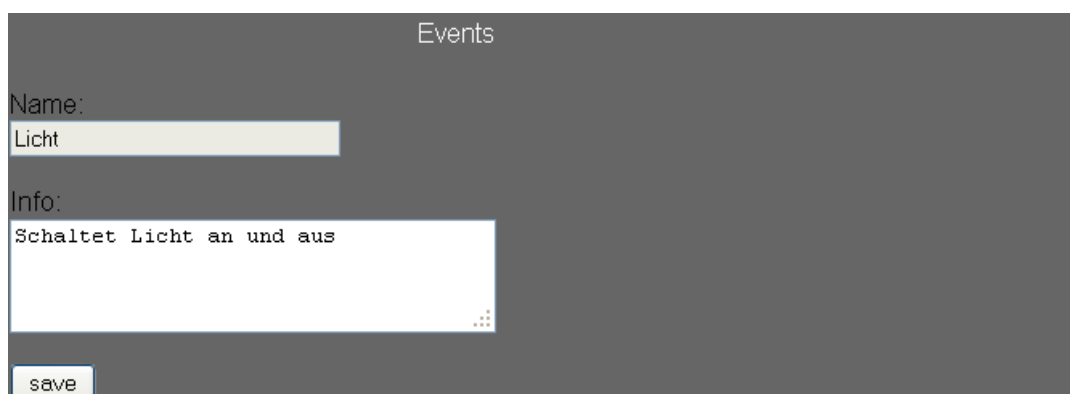 Events
Name:
Licht
Info:
Schaltet Licht an und aus
save